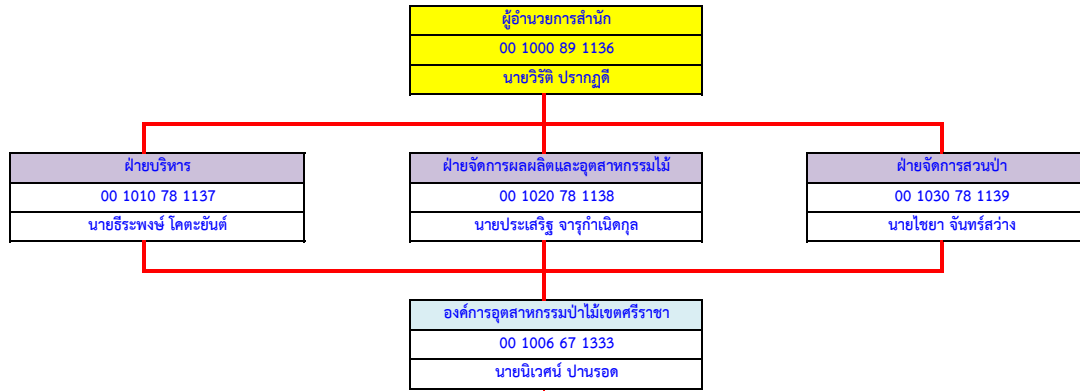 ผู้อำนวยการสำนัก
00 1000 89 1136
นายวิรัติ ปรากฏดี
ฝ่ายบริหาร
00 1010 78 1137
นายธีระพงษ์ โคตะยันต์
ฝ่ายจัดการผลผลิตและอุตสาหกรรมไม้
00 1020 78 1138
นายประเสริฐ จารุกำเนิดกุล
ฝ่ายจัดการสวนป่า
00 1030 78 1139
นายไชยา จันทร์สว่าง
องค์การอุตสาหกรรมป่าไม้เขตศรีราชา
00 1006 67 1333
นายนิเวศน์ ปานรอด